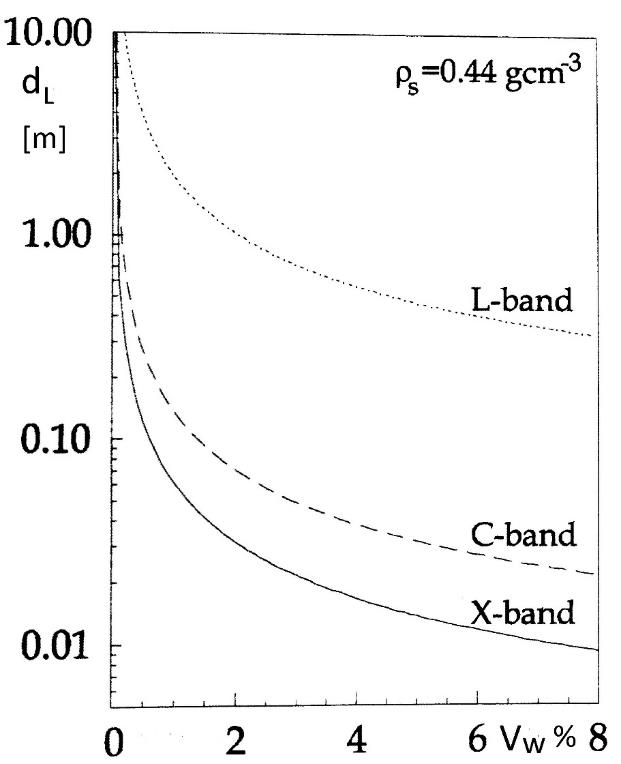 10.00
d_L
[m]
ρ_s=0.44 gcm^-3
1.00
L-band
0.10
C-band
X-band
0.01
0 2 4 6 V_w % 8